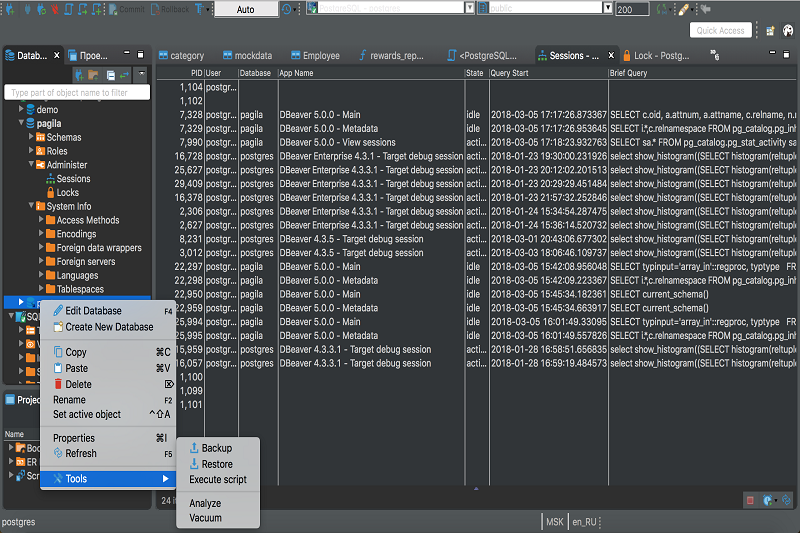 Commit Rollback T Auto PostgreSQL - postgres public 200
Quick Access
Datab... Прое...
category mockdata Employee rewards_rep... <PostgreSQL... Sessions - ... Lock - Postg... »6
Type part of object name to filter
demo
pagila
Schemas
Roles
Administer
Sessions
Locks
System Info
Access Methods
Encodings
Foreign data wrappers
Foreign servers
Languages
Tablespaces
SQL
Edit Database F4
Create New Database
Copy ⌘C
Paste ⌘V
Delete ⌦
Rename F2
Set active object ^⇧A
Properties ⌘I
Refresh F5
Tools
Backup
Restore
Execute script
Analyze
Vacuum
Projec
Name
Boo
ER
Scri
PID User Database App Name State Query Start Brief Query
1,104 postgr...
1,102
7,328 postgr... pagila DBeaver 5.0.0 - Main idle 2018-03-05 17:17:26.873367 SELECT c.oid, a.attnum, a.attname, c.relname, n.n
7,329 postgr... pagila DBeaver 5.0.0 - Metadata idle 2018-03-05 17:17:26.953645 SELECT i.*,c.relnamespace FROM pg_catalog.pg_in
7,990 postgr... pagila DBeaver 5.0.0 - View sessions acti... 2018-03-05 17:18:23.932763 SELECT sa.* FROM pg_catalog.pg_stat_activity sa
16,728 postgr... postgres DBeaver Enterprise 4.3.1 - Target debug session acti... 2018-01-23 19:30:00.231926 select show_histogram((SELECT histogram(reltuple
25,627 postgr... postgres DBeaver Enterprise 4.3.3.1 - Target debug session acti... 2018-01-23 20:12:02.201513 select show_histogram((SELECT histogram(reltuple
29,409 postgr... postgres DBeaver Enterprise 4.3.3.1 - Target debug session acti... 2018-01-23 20:29:29.451484 select show_histogram((SELECT histogram(reltuple
16,378 postgr... postgres DBeaver Enterprise 4.3.3.1 - Target debug session acti... 2018-01-23 21:57:32.252846 select show_histogram((SELECT histogram(reltuple
2,306 postgr... postgres DBeaver Enterprise 4.3.3.1 - Target debug session acti... 2018-01-24 15:34:54.287475 select show_histogram((SELECT histogram(reltuple
2,627 postgr... postgres DBeaver Enterprise 4.3.3.1 - Target debug session acti... 2018-01-24 15:36:14.520732 select show_histogram((SELECT histogram(reltuple
8,231 postgr... postgres DBeaver 4.3.5 - Target debug session acti... 2018-03-01 20:43:06.677302 select show_histogram((SELECT histogram(reltuple
3,012 postgr... postgres DBeaver 4.3.5 - Target debug session acti... 2018-03-03 18:06:46.109737 select show_histogram((SELECT histogram(reltuple
22,297 postgr... pagila DBeaver 5.0.0 - Main idle 2018-03-05 15:42:08.956048 SELECT typinput='array_in'::regproc, typtype FR
22,298 postgr... pagila DBeaver 5.0.0 - Metadata idle 2018-03-05 15:42:09.223367 SELECT i.*,c.relnamespace FROM pg_catalog.pg_in
22,950 postgr... pagila DBeaver 5.0.0 - Main idle 2018-03-05 15:45:34.182361 SELECT current_schema()
22,959 postgr... pagila DBeaver 5.0.0 - Metadata idle 2018-03-05 15:45:34.663917 SELECT current_schema()
25,994 postgr... pagila DBeaver 5.0.0 - Main idle 2018-03-05 16:01:49.33095 SELECT typinput='array_in'::regproc, typtype FR
25,995 postgr... pagila DBeaver 5.0.0 - Metadata idle 2018-03-05 16:01:49.557826 SELECT i*,c.relnamespace FROM pg_catalog.pg_inh
15,959 postgr... postgres DBeaver 4.3.3.1 - Target debug session acti... 2018-01-28 16:58:51.656835 select show_histogram((SELECT histogram(reltuple
16,057 postgr... postgres DBeaver 4.3.3.1 - Target debug session acti... 2018-01-28 16:59:19.484573 select show_histogram((SELECT histogram(reltuple
1,100
1,099
1,101
24
postgres MSK en_RU